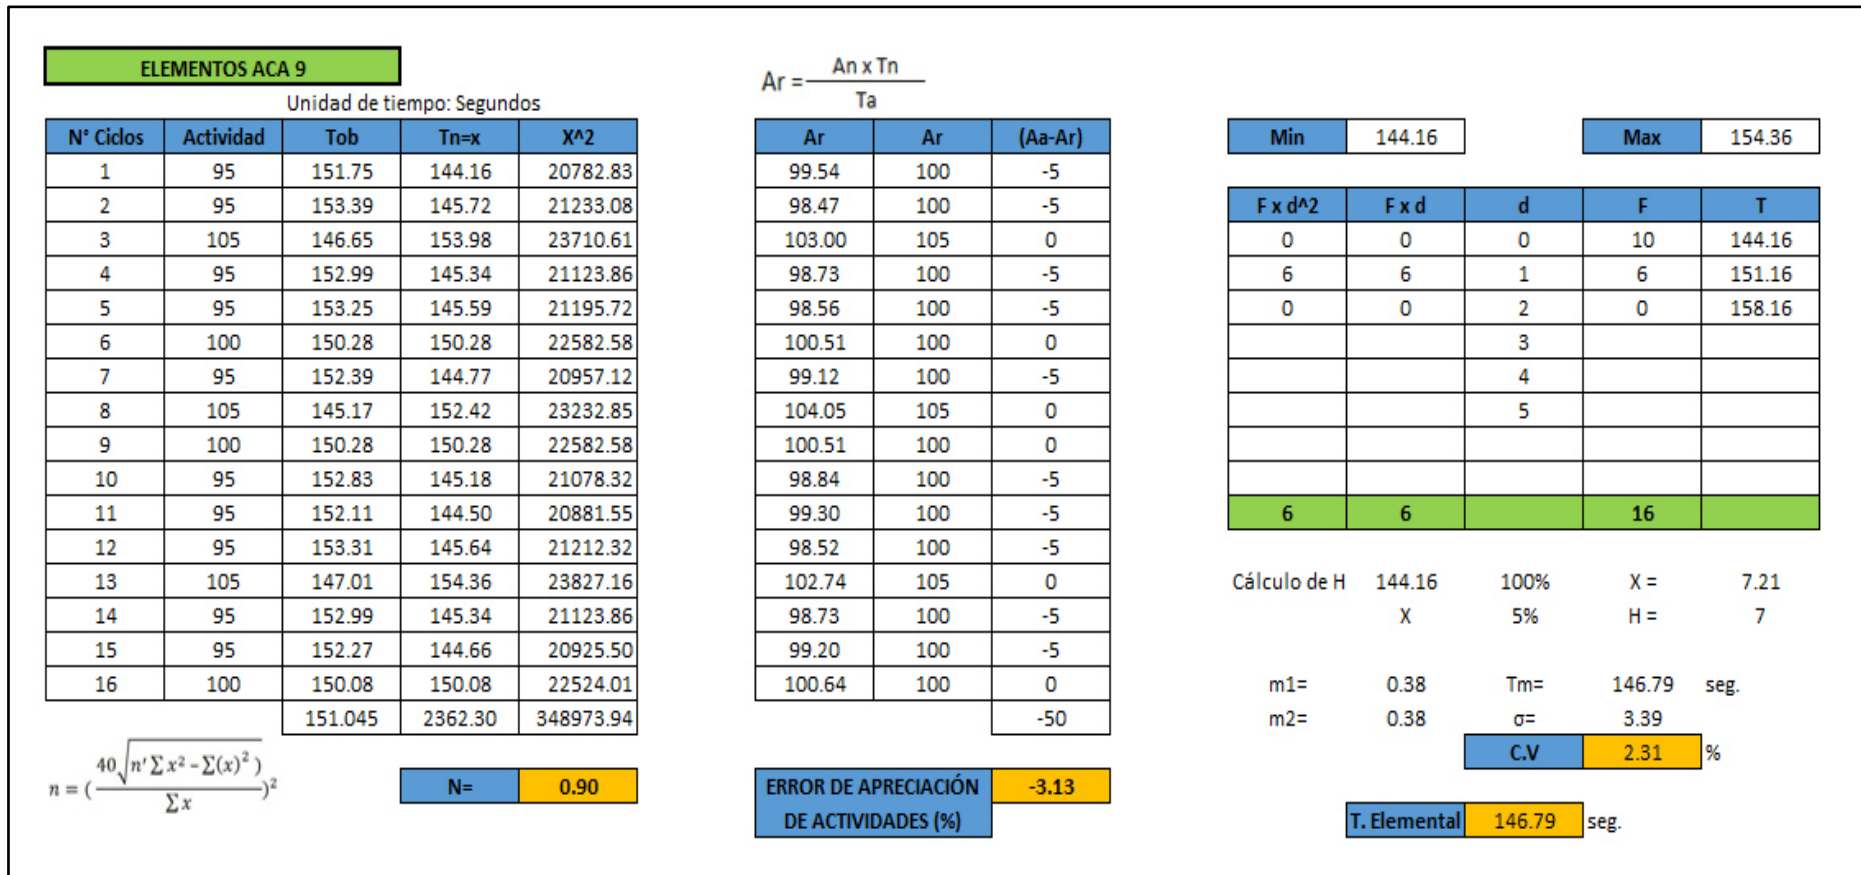 ELEMENTOS ACA 9
Unidad de tiempo: Segundos
N° Ciclos Actividad Tob Tn=x X^2
1 95 151.75 144.16 20782.83
2 95 153.39 145.72 21233.08
3 105 146.65 153.98 23710.61
4 95 152.99 145.34 21123.86
5 95 153.25 145.59 21195.72
6 100 150.28 150.28 22582.58
7 95 152.39 144.77 20957.12
8 105 145.17 152.42 23232.85
9 100 150.28 150.28 22582.58
10 95 152.83 145.18 21078.32
11 95 152.11 144.50 20881.55
12 95 153.31 145.64 21212.32
13 105 147.01 154.36 23827.16
14 95 152.99 145.34 21123.86
15 95 152.27 144.66 20925.50
16 100 150.08 150.08 22524.01
151.045 2362.30 348973.94
n = (40√(n' ∑ x² − ∑(x)² ) / ∑ x)²
N= 0.90
Ar = An x Tn / Ta
Ar Ar (Aa-Ar)
99.54 100 -5
98.47 100 -5
103.00 105 0
98.73 100 -5
98.56 100 -5
100.51 100 0
99.12 100 -5
104.05 105 0
100.51 100 0
98.84 100 -5
99.30 100 -5
98.52 100 -5
102.74 105 0
98.73 100 -5
99.20 100 -5
100.64 100 0
-50
ERROR DE APRECIACIÓN -3.13
DE ACTIVIDADES (%)
Min 144.16 Max 154.36
F x d^2 F x d d F T
0 0 0 10 144.16
6 6 1 6 151.16
0 0 2 0 158.16
3
4
5
6 6 16
Cálculo de H 144.16 100% X = 7.21
X 5% H = 7
m1= 0.38 Tm= 146.79 seg.
m2= 0.38 σ= 3.39
C.V 2.31 %
T. Elemental 146.79 seg.